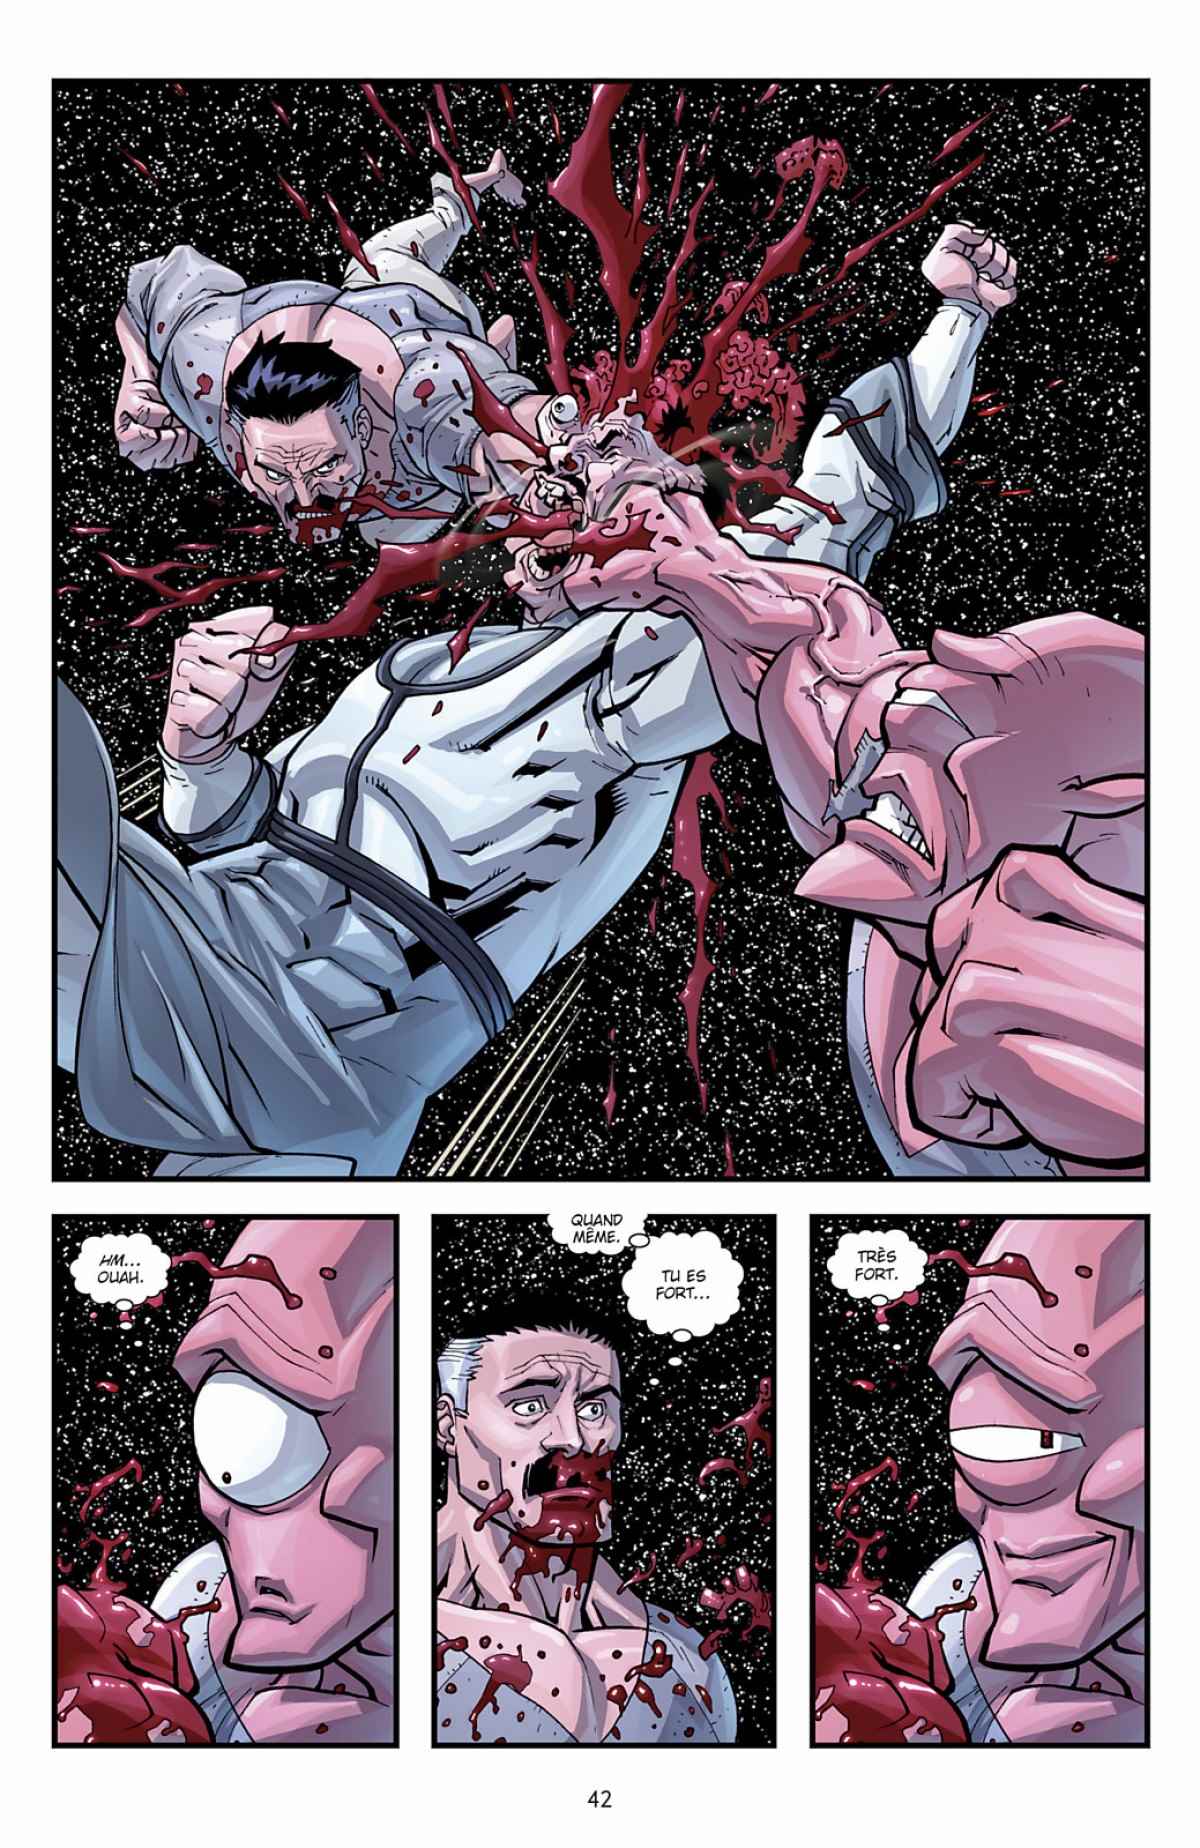 HM...
OUAH.
QUAND
MÊME.
TU ES
FORT...
TRÈS
FORT.
42